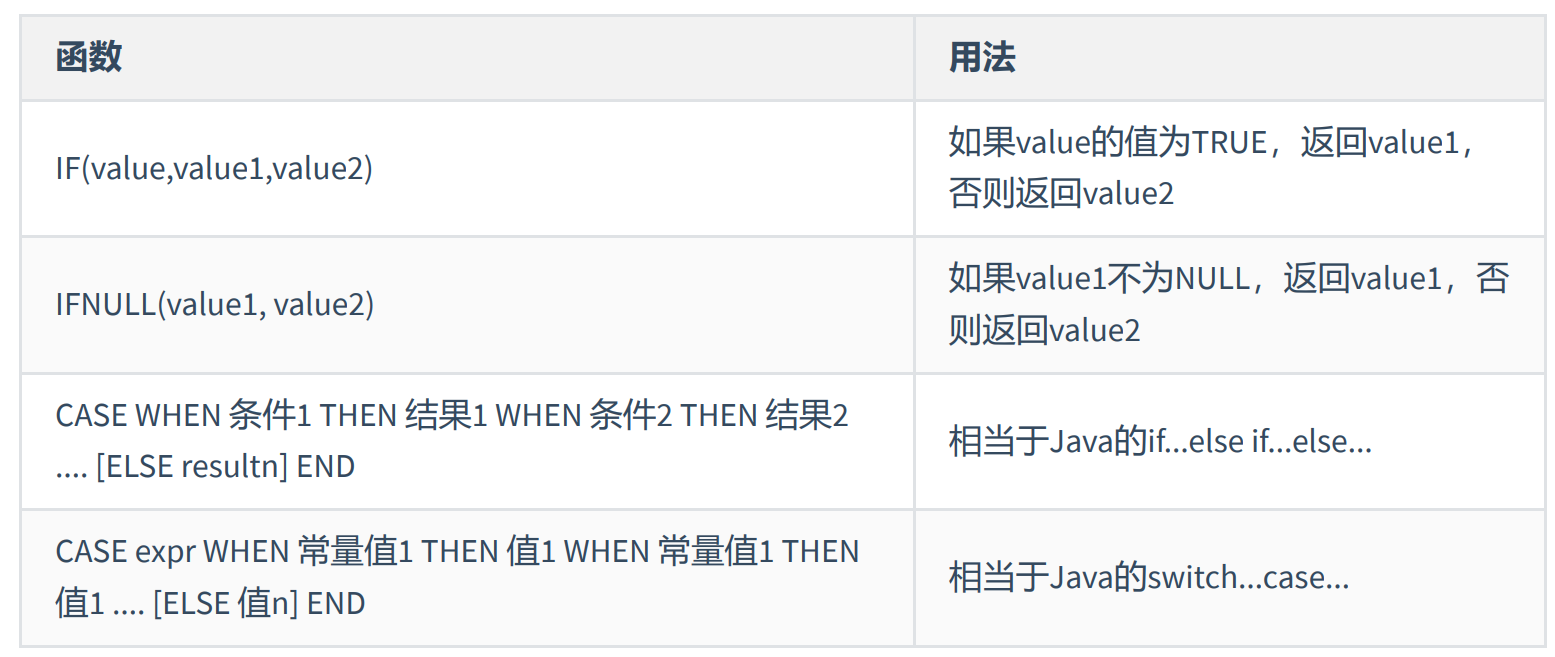 函数
用法
IF(value,value1,value2)
如果value的值为TRUE，返回value1，
否则返回value2
IFNULL(value1, value2)
如果value1不为NULL，返回value1，否
则返回value2
CASE WHEN 条件1 THEN 结果1 WHEN 条件2 THEN 结果2
.... [ELSE resultn] END
相当于Java的if...else if...else...
CASE expr WHEN 常量值1 THEN 值1 WHEN 常量值1 THEN
值1 .... [ELSE 值n] END
相当于Java的switch...case...